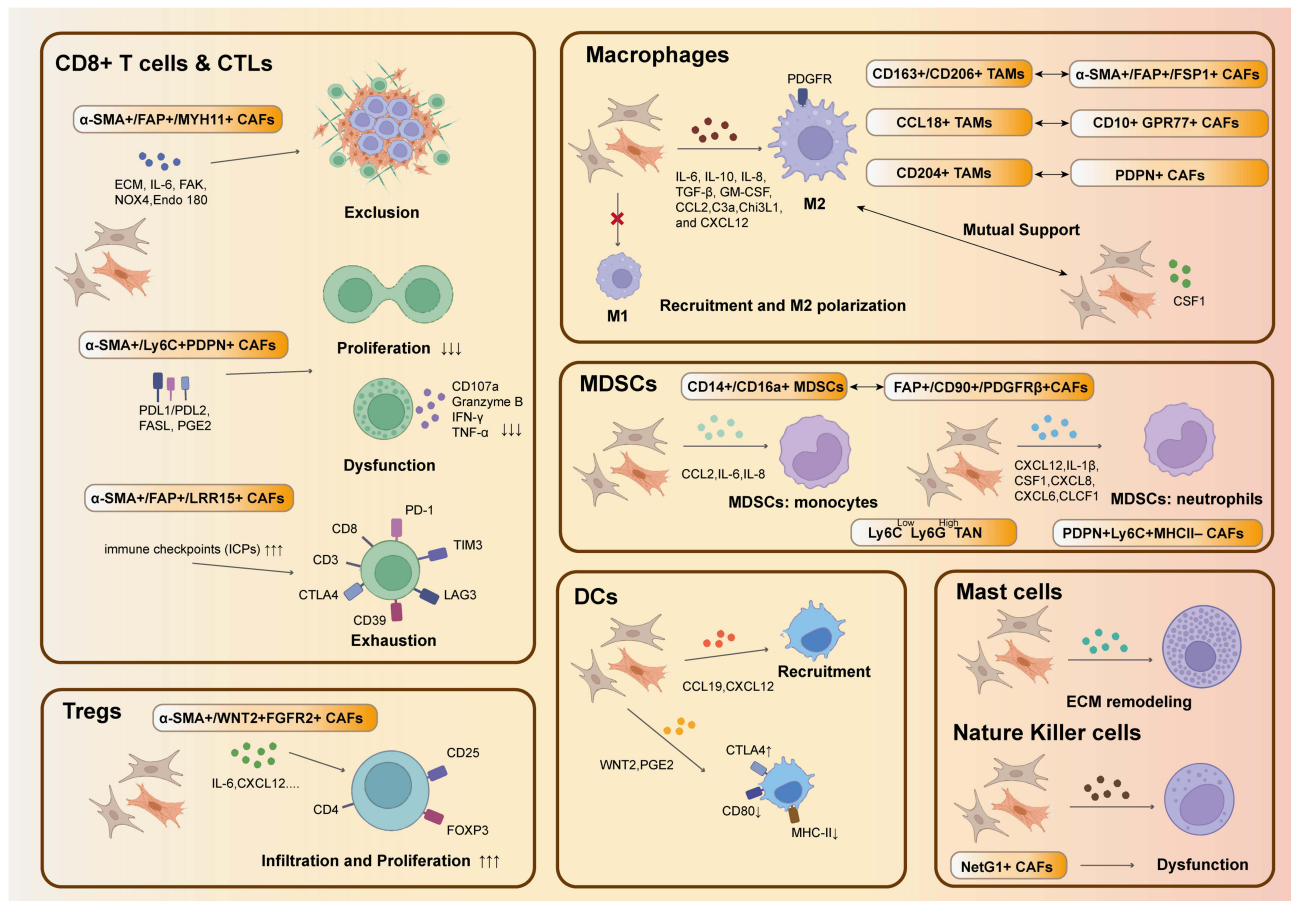 CD8+ T cells & CTLs
α-SMA+/FAP+/MYH11+ CAFs
ECM, IL-6, FAK,
NOX4,Endo 180
Exclusion
Proliferation ↓↓↓
α-SMA+/Ly6C+PDPN+ CAFs
PDL1/PDL2,
FASL, PGE2
CD107a
Granzyme B
IFN-γ
TNF-α ↓↓↓
Dysfunction
α-SMA+/FAP+/LRR15+ CAFs
immune checkpoints (ICPs) ↑↑↑
PD-1
CD8
TIM3
CD3
CTLA4
LAG3
CD39
Exhaustion
Tregs
α-SMA+/WNT2+FGFR2+ CAFs
IL-6,CXCL12....
CD25
CD4
FOXP3
Infiltration and Proliferation ↑↑↑
Macrophages
PDGFR
IL-6, IL-10, IL-8,
TGF-β, GM-CSF,
CCL2,C3a,Chi3L1,
and CXCL12
M2
M1
Recruitment and M2 polarization
CD163+/CD206+ TAMs
α-SMA+/FAP+/FSP1+ CAFs
CCL18+ TAMs
CD10+ GPR77+ CAFs
CD204+ TAMs
PDPN+ CAFs
Mutual Support
CSF1
MDSCs
CD14+/CD16a+ MDSCs
FAP+/CD90+/PDGFRβ+CAFs
CCL2,IL-6,IL-8
MDSCs: monocytes
CXCL12,IL-1β,
CSF1,CXCL8,
CXCL6,CLCF1
MDSCs: neutrophils
Ly6C Low Ly6G High TAN
PDPN+Ly6C+MHCII– CAFs
DCs
CCL19,CXCL12
Recruitment
WNT2,PGE2
CTLA4↑
CD80↓
MHC-II↓
Mast cells
ECM remodeling
Nature Killer cells
NetG1+ CAFs
Dysfunction